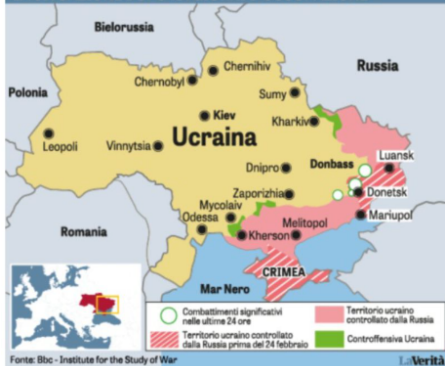 Bielorussia
Chernihiv
Chernobyl
Russia
Polonia
Sumy
Kiev
Kharkiv
Ucraina
Leopoli
Vinnytsia
Donbass
Luansk
Dnipro
Zaporizhia
Donetsk
Mycolaiv
Odessa
Melitopol
Mariupol
Romania
Kherson
CRIMEA
Mar Nero
Combattimenti significativi
nelle ultime 24 ore
Territorio ucraino
controllato dalla Russia
Territorio ucraino controllato
dalla Russia prima del 24 febbraio
Controffensiva Ucraina
Fonte: Bbc - Institute for the Study of War
LaVerità